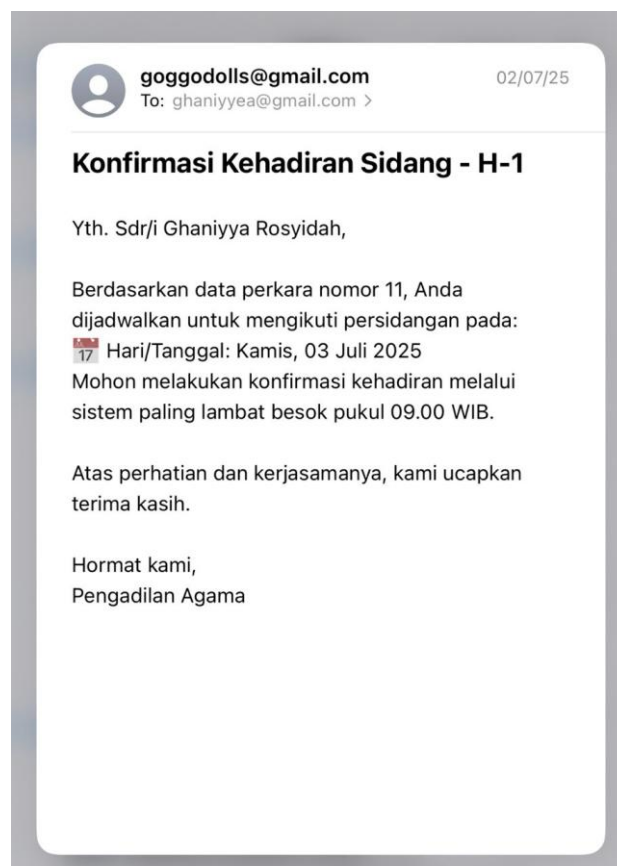 goggodolls@gmail.com 02/07/25
To: ghaniyyea@gmail.com >
Konfirmasi Kehadiran Sidang - H-1
Yth. Sdr/i Ghaniyya Rosyidah,
Berdasarkan data perkara nomor 11, Anda
dijadwalkan untuk mengikuti persidangan pada:
📅 Hari/Tanggal: Kamis, 03 Juli 2025
Mohon melakukan konfirmasi kehadiran melalui
sistem paling lambat besok pukul 09.00 WIB.
Atas perhatian dan kerjasamanya, kami ucapkan
terima kasih.
Hormat kami,
Pengadilan Agama